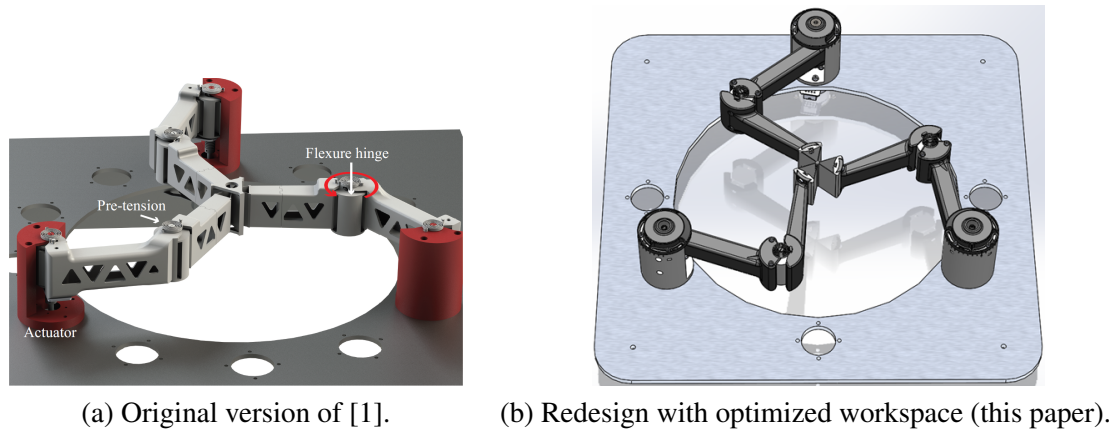 Flexure hinge
Pre-tension
Actuator
(a) Original version of [1].
(b) Redesign with optimized workspace (this paper).